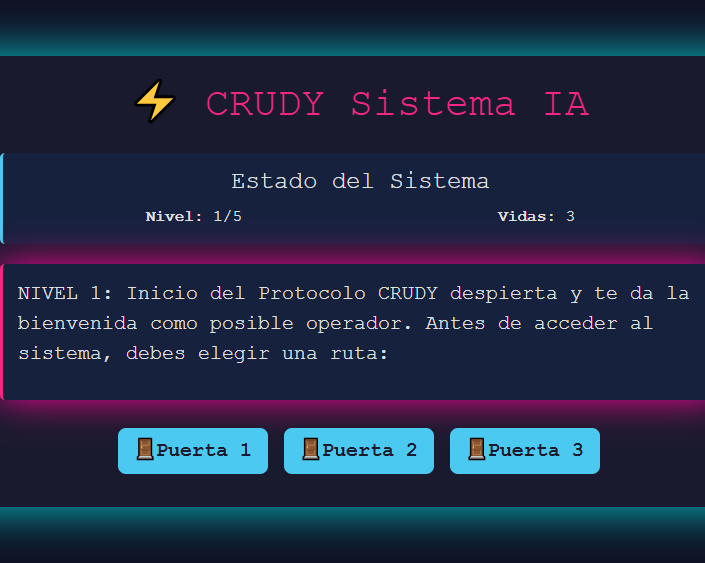 CRUDY Sistema IA
Estado del Sistema
Nivel: 1/5 Vidas: 3
NIVEL 1: Inicio del Protocolo CRUDY despierta y te da la
bienvenida como posible operador. Antes de acceder al
sistema, debes elegir una ruta:
Puerta 1 Puerta 2 Puerta 3